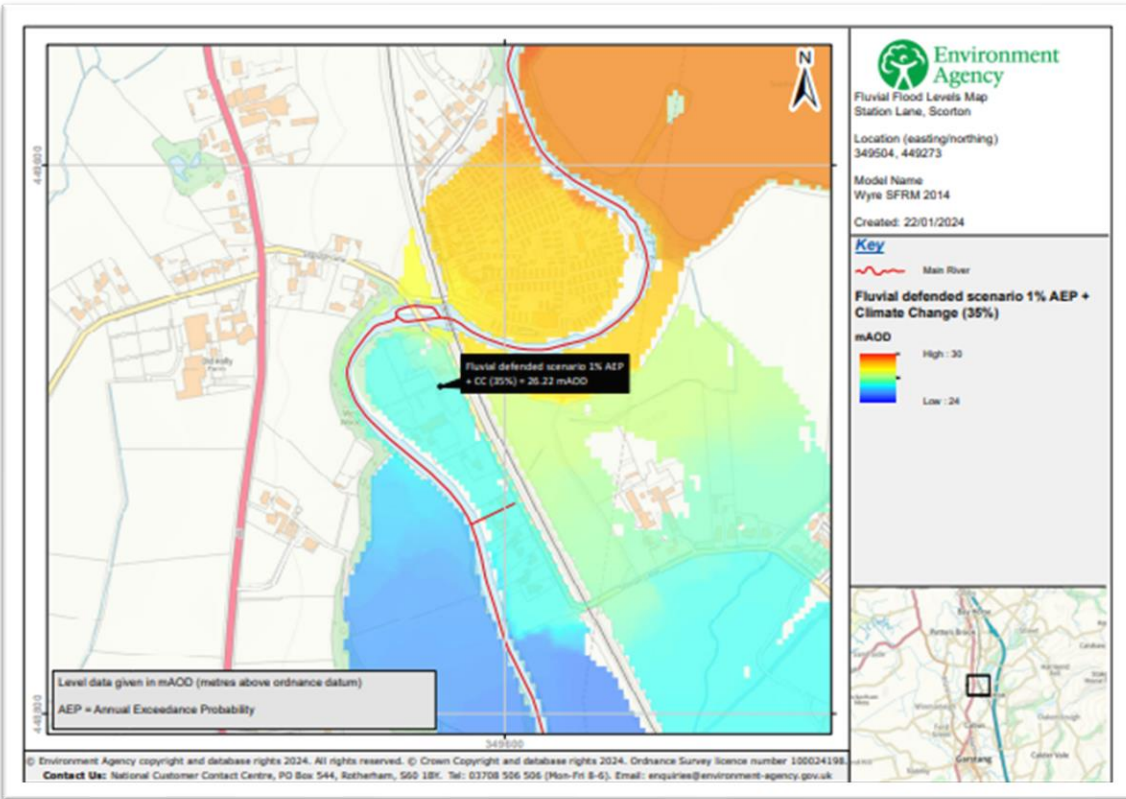 N
Environment
Agency
Fluvial Flood Levels Map
Station Lane, Scorton
Location (easting/northing)
349504, 449273
Model Name
Wyre SFRM 2014
Created: 22/01/2024
Key
Main River
Fluvial defended scenario 1% AEP +
Climate Change (35%)
mAOD
High : 30
Low : 24
Fluvial defended scenario 1% AEP
+ CC (35%) = 26.22 mAOD
Level data given in mAOD (metres above ordnance datum)
AEP = Annual Exceedance Probability
© Environment Agency copyright and database rights 2024. All rights reserved. © Crown Copyright and database rights 2024. Ordnance Survey licence number 100024198.
Contact Us: National Customer Contact Centre, PO Box 544, Rotherham, S60 1BY. Tel: 03708 506 506 (Mon-Fri 8-6). Email: enquiries@environment-agency.gov.uk
Garstang